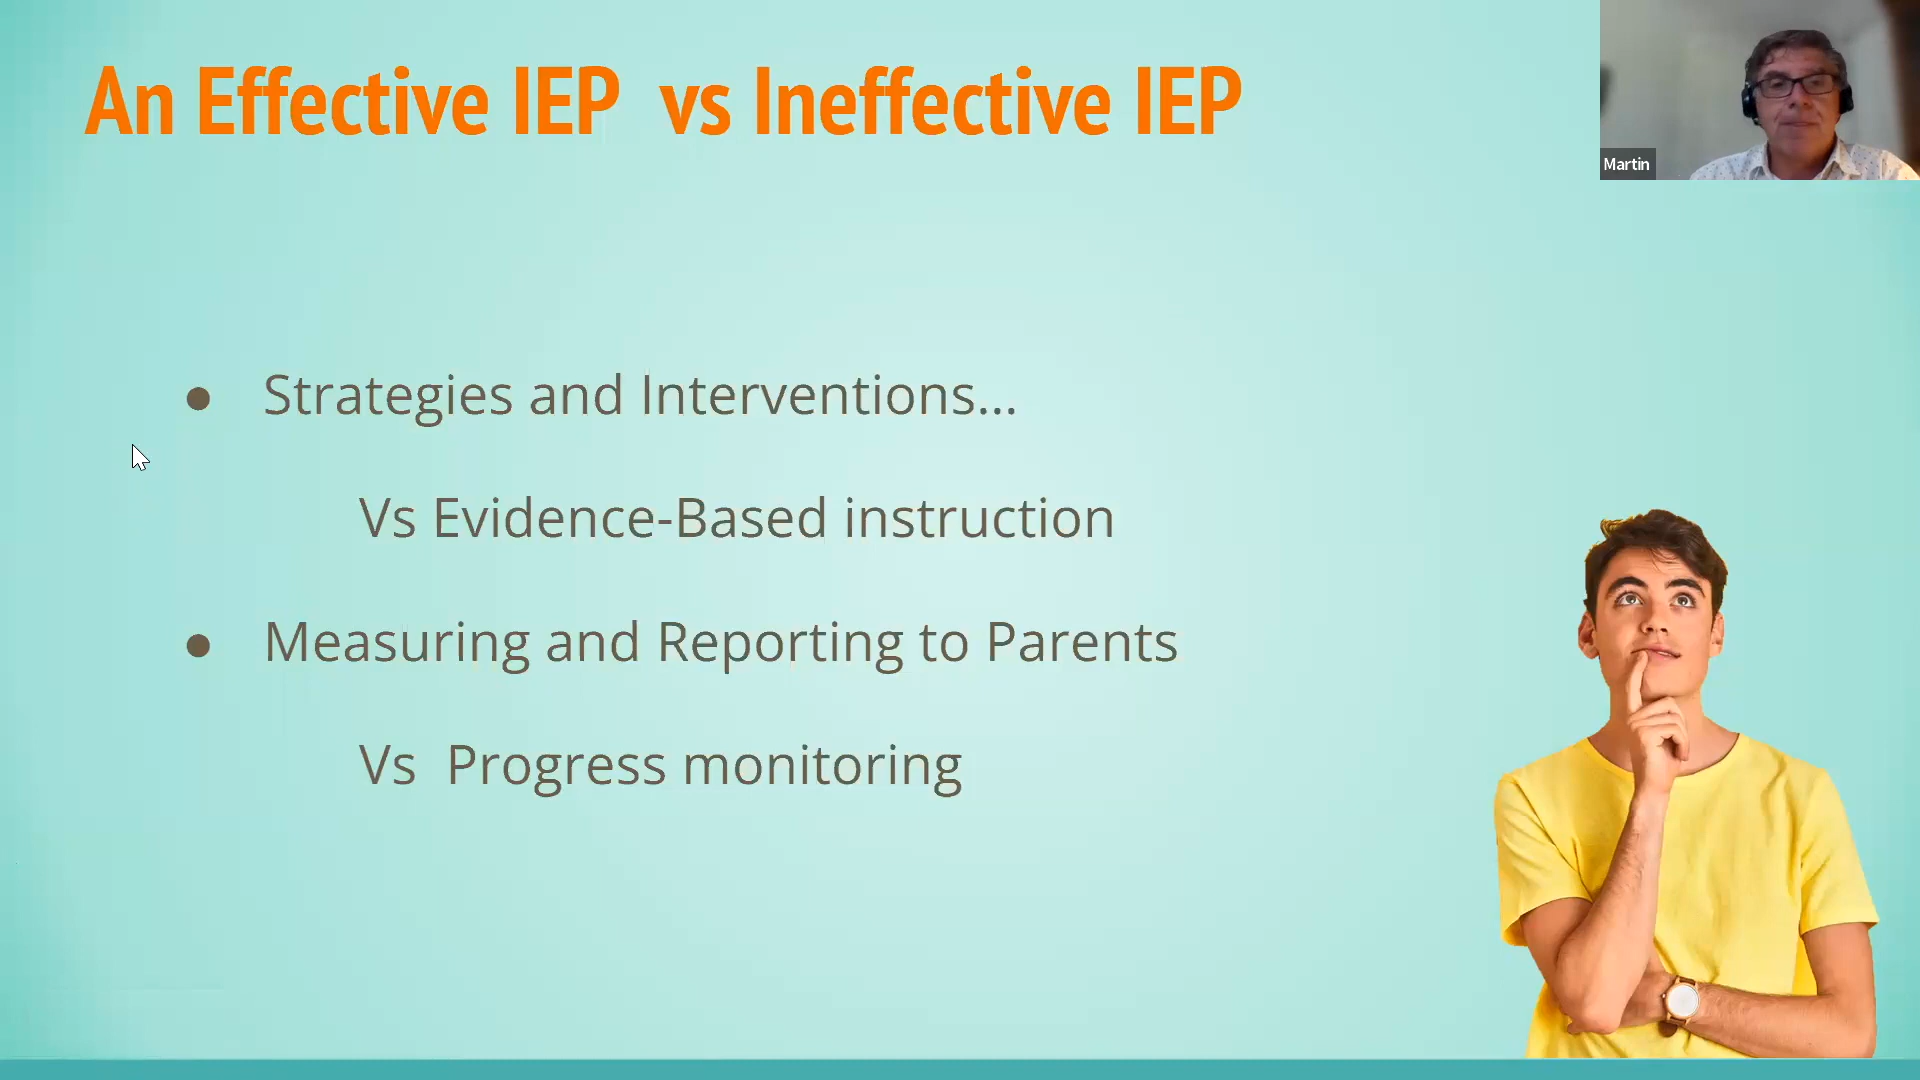 An Effective IEP  vs Ineffective IEP
Martin
● Strategies and Interventions...
Vs Evidence-Based instruction
● Measuring and Reporting to Parents
Vs  Progress monitoring